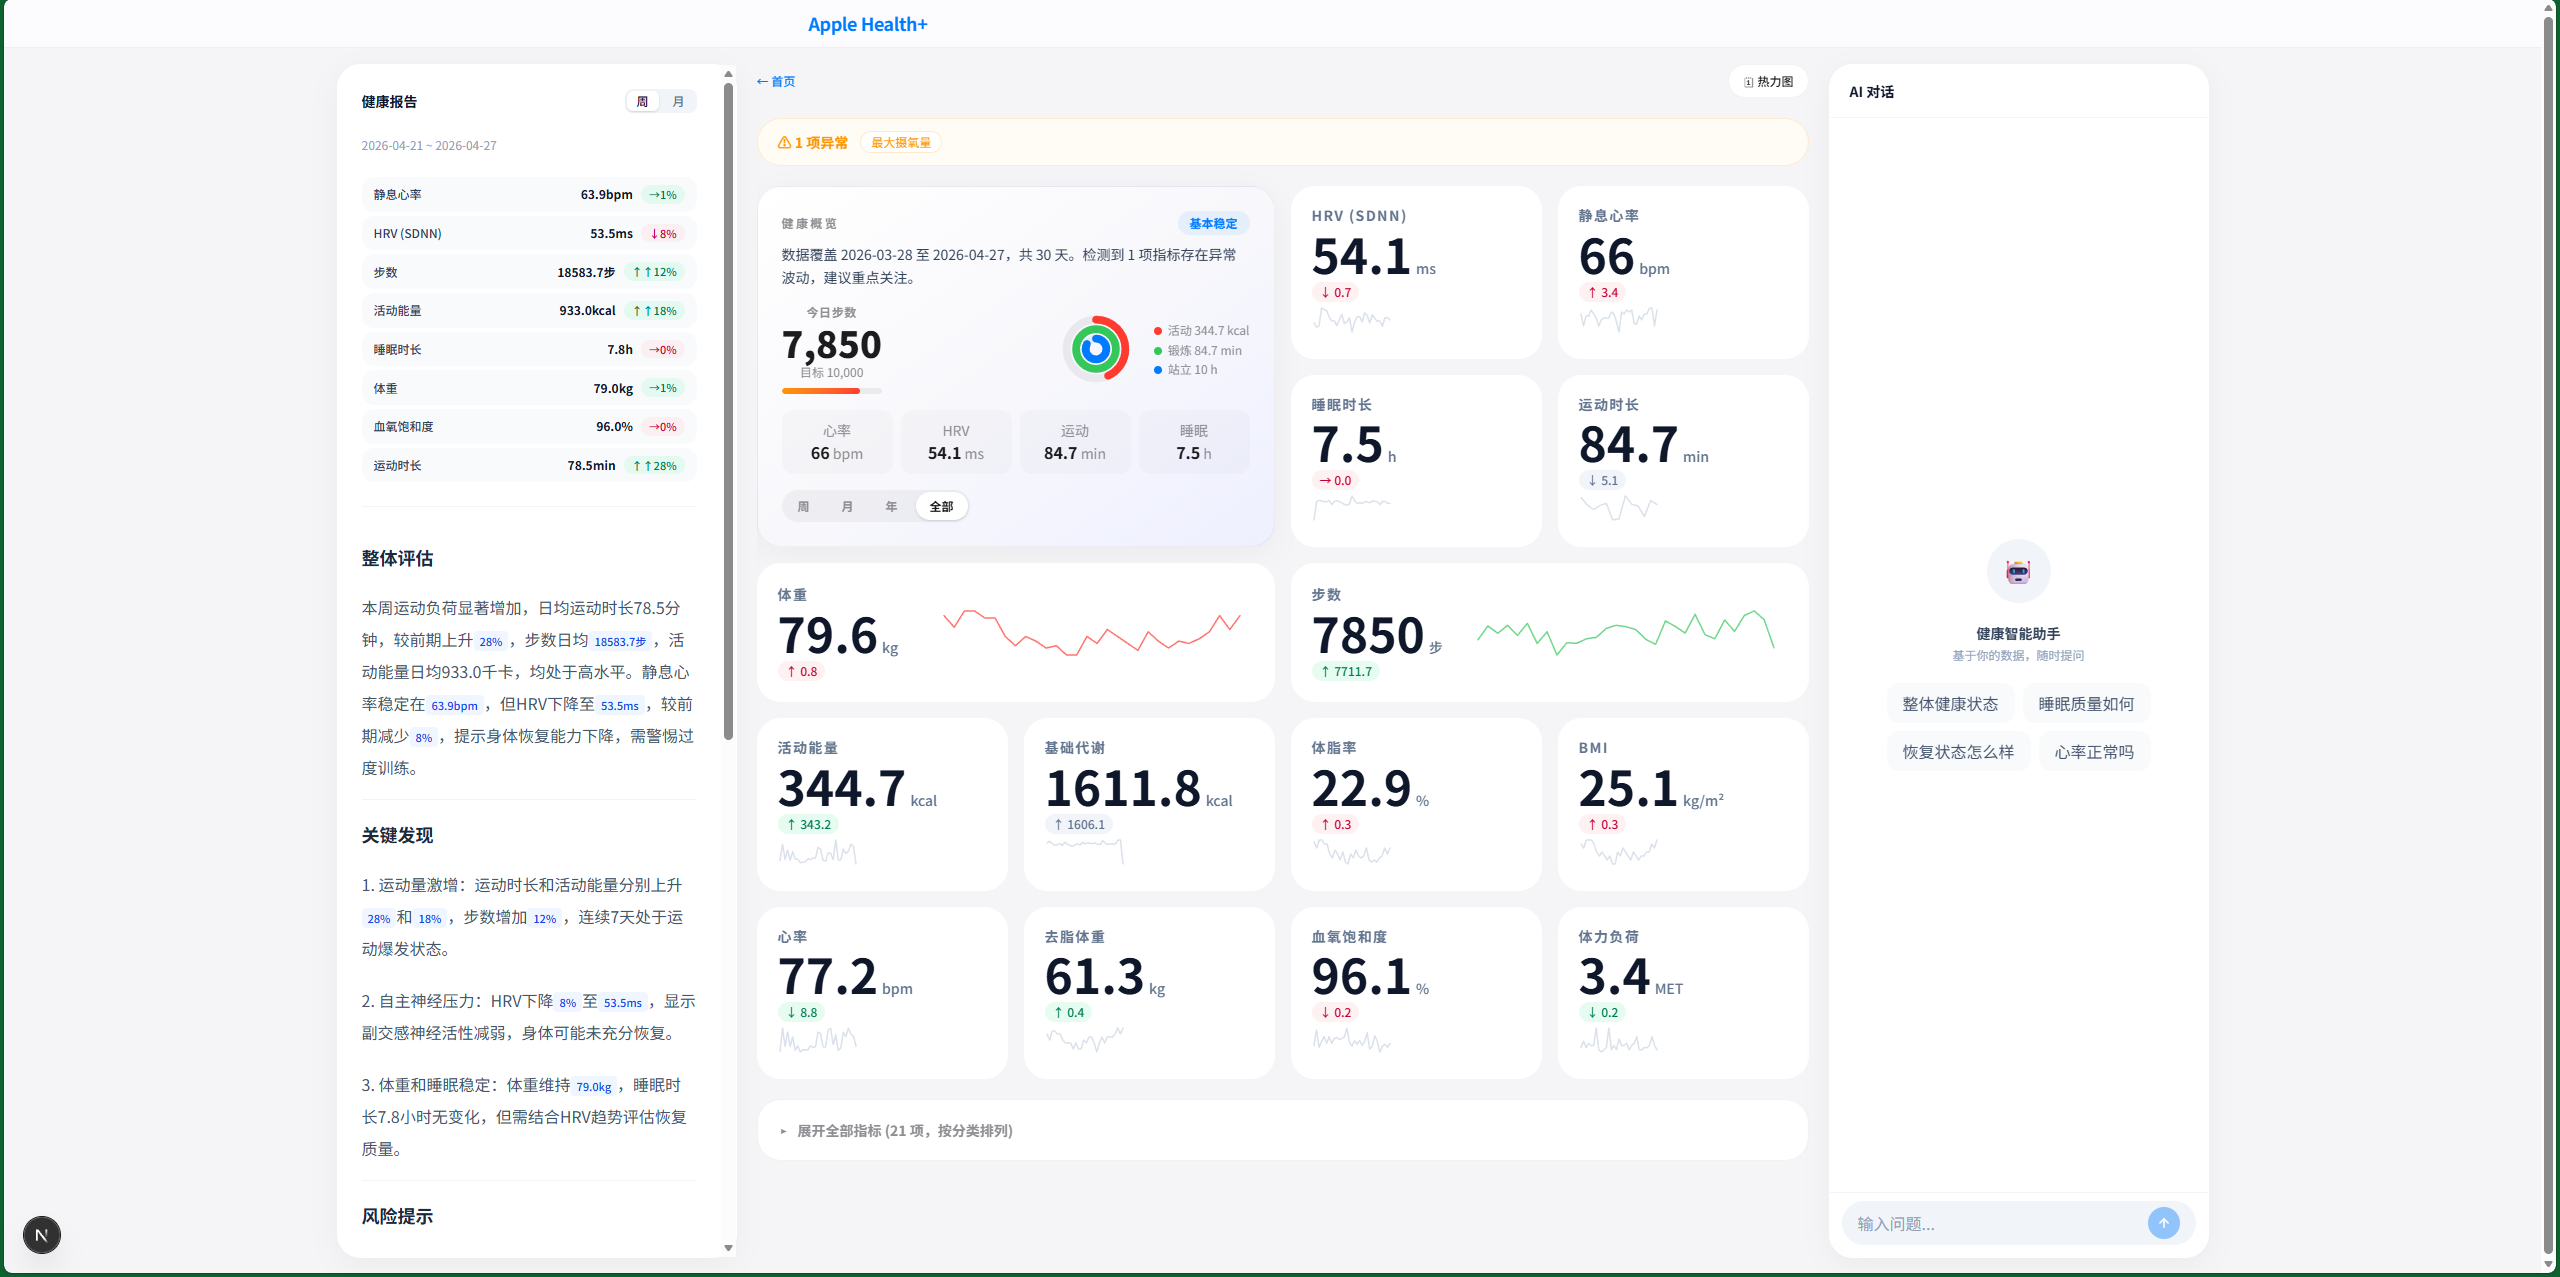 Apple Health+
健康报告
周 月
2026-04-21 ~ 2026-04-27
静息心率 63.9bpm →1%
HRV (SDNN) 53.5ms ↓8%
步数 18583.7步 ↑↑12%
活动能量 933.0kcal ↑↑18%
睡眠时长 7.8h →0%
体重 79.0kg →1%
血氧饱和度 96.0% →0%
运动时长 78.5min ↑↑28%
整体评估
本周运动负荷显著增加，日均运动时长78.5分
钟，较前期上升 28% ，步数日均 18583.7步 ，活
动能量日均933.0千卡，均处于高水平。静息心
率稳定在 63.9bpm ，但HRV下降至 53.5ms ，较前
期减少 8% ，提示身体恢复能力下降，需警惕过
度训练。
关键发现
1. 运动量激增：运动时长和活动能量分别上升
28% 和 18% ，步数增加 12% ，连续7天处于运
动爆发状态。
2. 自主神经压力：HRV下降 8% 至 53.5ms ，显示
副交感神经活性减弱，身体可能未充分恢复。
3. 体重和睡眠稳定：体重维持 79.0kg ，睡眠时
长7.8小时无变化，但需结合HRV趋势评估恢复
质量。
风险提示
← 首页
热力图
⚠ 1 项异常 最大摄氧量
健康概览
基本稳定
数据覆盖 2026-03-28 至 2026-04-27，共 30 天。检测到 1 项指标存在异常
波动，建议重点关注。
今日步数
7,850
目标 10,000
活动 344.7 kcal
锻炼 84.7 min
站立 10 h
心率
66 bpm
HRV
54.1 ms
运动
84.7 min
睡眠
7.5 h
周 月 年 全部
HRV (SDNN)
54.1 ms
↓ 0.7
静息心率
66 bpm
↑ 3.4
睡眠时长
7.5 h
→ 0.0
运动时长
84.7 min
↓ 5.1
体重
79.6 kg
↑ 0.8
步数
7850 步
↑ 7711.7
活动能量
344.7 kcal
↑ 343.2
基础代谢
1611.8 kcal
↑ 1606.1
体脂率
22.9 %
↑ 0.3
BMI
25.1 kg/m²
↑ 0.3
心率
77.2 bpm
↓ 8.8
去脂体重
61.3 kg
↑ 0.4
血氧饱和度
96.1 %
↓ 0.2
体力负荷
3.4 MET
↓ 0.2
▸ 展开全部指标 (21 项，按分类排列)
AI 对话
健康智能助手
基于你的数据，随时提问
整体健康状态 睡眠质量如何
恢复状态怎么样 心率正常吗
输入问题...
N